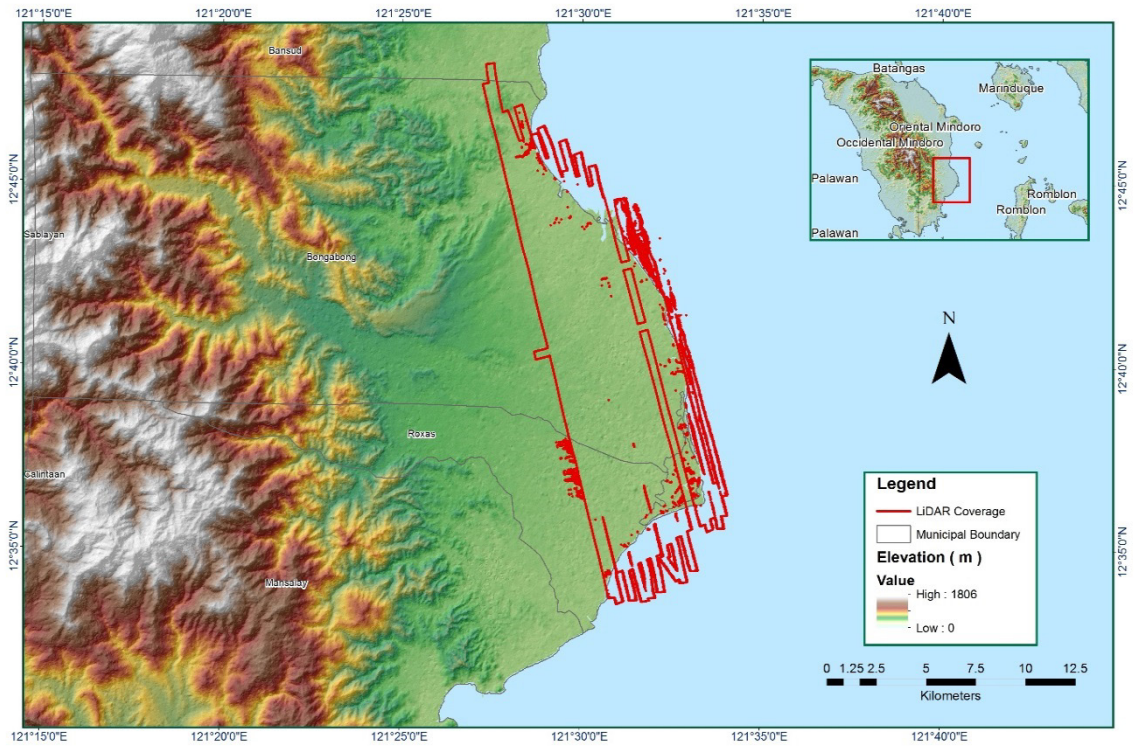 121°15'0"E 121°20'0"E 121°25'0"E 121°30'0"E 121°35'0"E 121°40'0"E
Bansud
Batangas
Marinduque
Oriental Mindoro
Occidental Mindoro
Palawan
Romblon
Romblon
Palawan
12°45'0"N
12°45'0"N
Sablayan
Bongabong
N
12°40'0"N
12°40'0"N
Roxas
Calintaan
Legend
LiDAR Coverage
Municipal Boundary
Elevation ( m )
Value
High : 1806
Low : 0
12°35'0"N
12°35'0"N
Mansalay
0 1.25 2.5 5 7.5 10 12.5
Kilometers
121°15'0"E 121°20'0"E 121°25'0"E 121°30'0"E 121°35'0"E 121°40'0"E